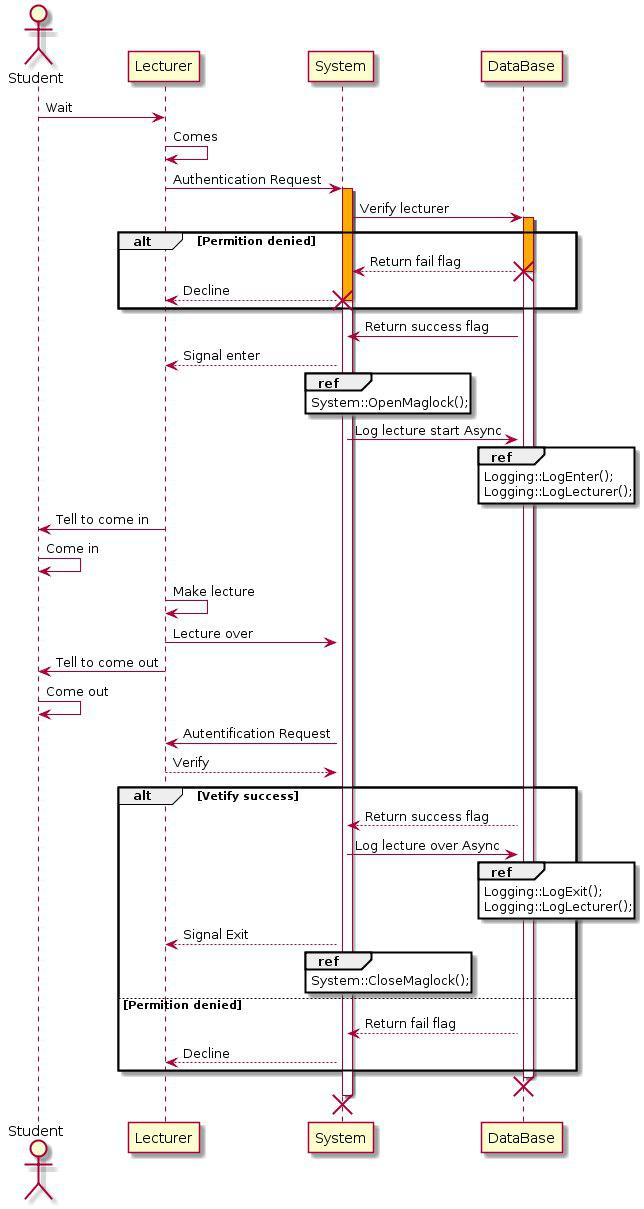 Student
Lecturer
System
DataBase
Wait
Comes
Authentication Request
Verify lecturer
alt
[Permition denied]
Return fail flag
Decline
Return success flag
Signal enter
ref
System::OpenMaglock();
Log lecture start Async
ref
Logging::LogEnter();
Logging::LogLecturer();
Tell to come in
Come in
Make lecture
Lecture over
Tell to come out
Come out
Autentification Request
Verify
alt
[Vetify success]
Return success flag
Log lecture over Async
ref
Logging::LogExit();
Logging::LogLecturer();
Signal Exit
ref
System::CloseMaglock();
[Permition denied]
Return fail flag
Decline
Student
Lecturer
System
DataBase